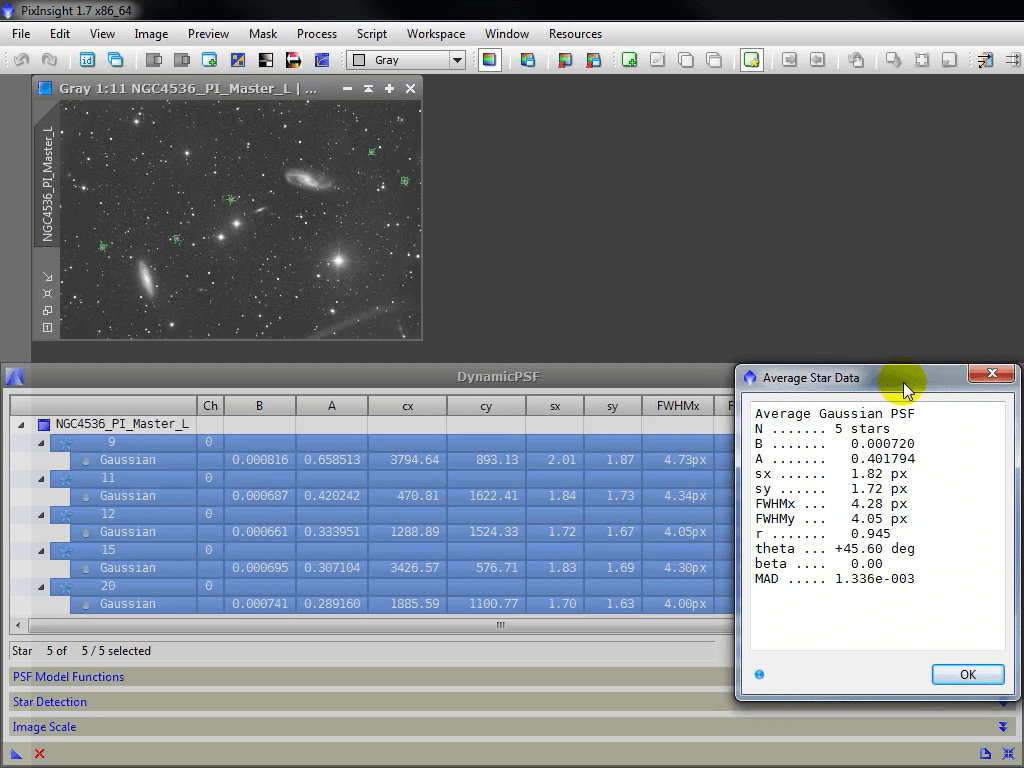 PixInsight 1.7 x86_64
File Edit View Image Preview Mask Process Script Workspace Window Resources
id Gray
Gray 1:11 NGC4536_PI_Master_L | ...
NGC4536_PI_Master_L
DynamicPSF
Ch B A cx cy sx sy FWHMx F
NGC4536_PI_Master_L
9 0
Gaussian 0.000816 0.658513 3794.64 893.13 2.01 1.87 4.73px
11 0
Gaussian 0.000687 0.420242 470.81 1622.41 1.84 1.73 4.34px
12 0
Gaussian 0.000661 0.333951 1288.89 1524.33 1.72 1.67 4.05px
15 0
Gaussian 0.000695 0.307104 3426.57 576.71 1.83 1.69 4.30px
20 0
Gaussian 0.000741 0.289160 1885.59 1100.77 1.70 1.63 4.00px
Star 5 of 5 / 5 selected
PSF Model Functions
Star Detection
Image Scale
Average Star Data
Average Gaussian PSF
N ....... 5 stars
B ....... 0.000720
A ....... 0.401794
sx ...... 1.82 px
sy ...... 1.72 px
FWHMx ... 4.28 px
FWHMy ... 4.05 px
r ....... 0.945
theta ... +45.60 deg
beta .... 0.00
MAD ..... 1.336e-003
OK